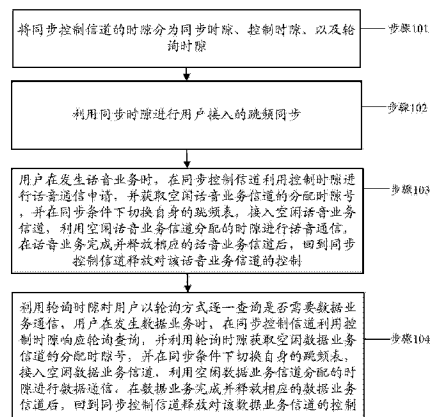 将同步控制信道的时隙分为同步时隙、控制时隙、以及轮
询时隙
步骤101
利用同步时隙进行用户接入的跳频同步
步骤102
用户在发生语音业务时，在同步控制信道利用控制时隙进
行语音通信申请，并获取空闲语音业务信道的分配时隙
号，并在同步条件下切换自身的跳频表。接入空闲语音业务
信道，利用空闲语音业务信道分配的时隙进行语音通信。
在语音业务完成并释放相应的语音业务信道后，回到同步
控制信道释放对该语音业务信道的控制
步骤103
利用轮询时隙对用户以轮询方式逐一查询是否需要数据业
务通信，用户在发生数据业务时，在同步控制信道利用控
制时隙响应轮询查询，并利用轮询时隙获取空闲数据业务
信道的分配时隙号，并在同步条件下切换自身的跳频表，
接入空闲数据业务信道，利用空闲数据业务信道分配的时
隙进行数据通信，在数据业务完成并释放相应的数据业务
信道后，回到同步控制信道释放对该数据业务信道的控制
步骤104